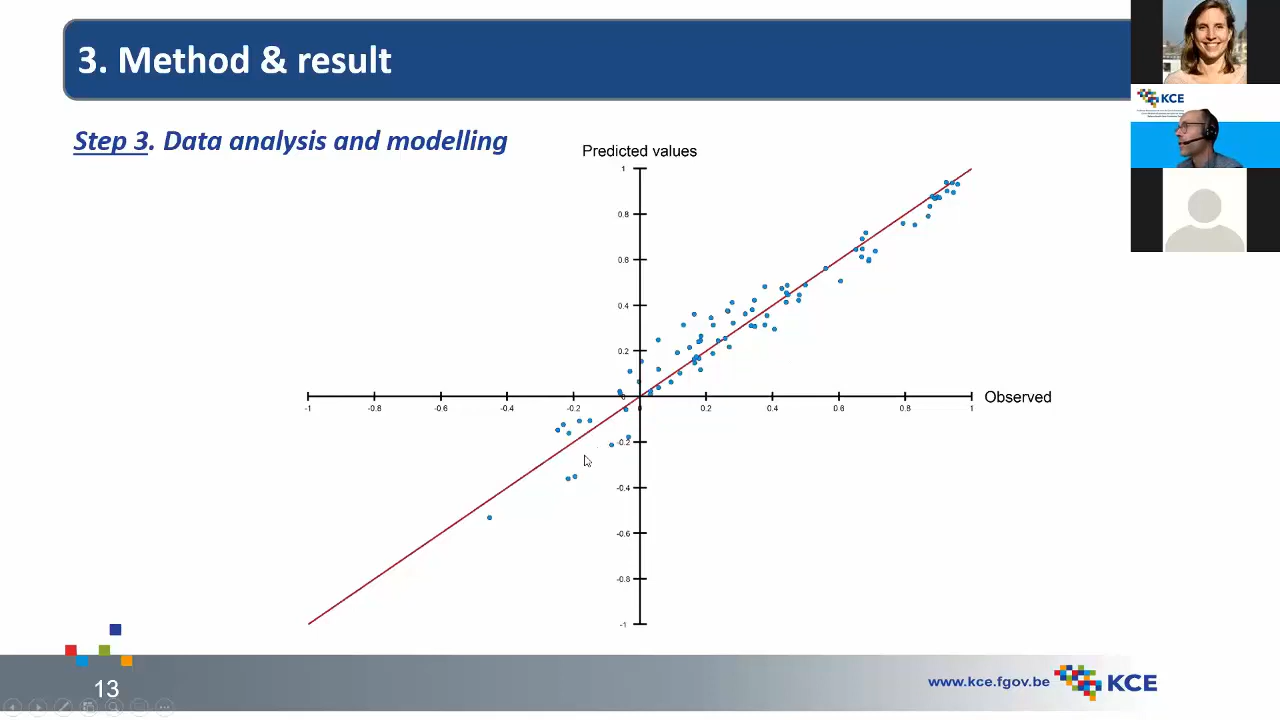 3. Method & result
KCE
Step 3. Data analysis and modelling
Predicted values
1
0.8
0.6
0.4
0.2
0
-1 -0.8 -0.6 -0.4 -0.2 0 0.2 0.4 0.6 0.8 1
Observed
-0.2
-0.4
-0.6
-0.8
-1
13
www.kce.fgov.be
KCE